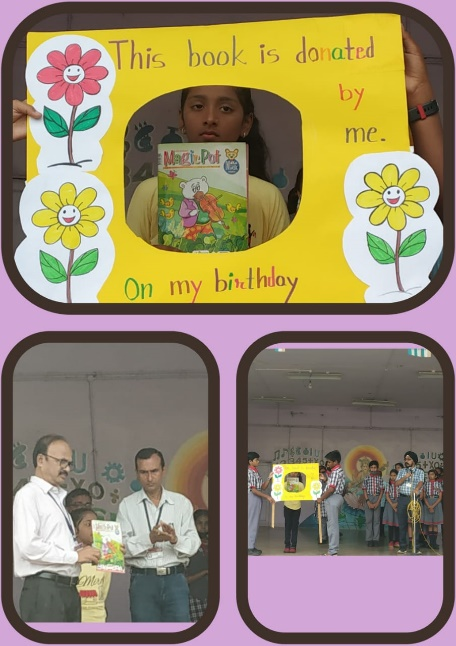 This book is donated
by
me.
MagicPot
On my birthday